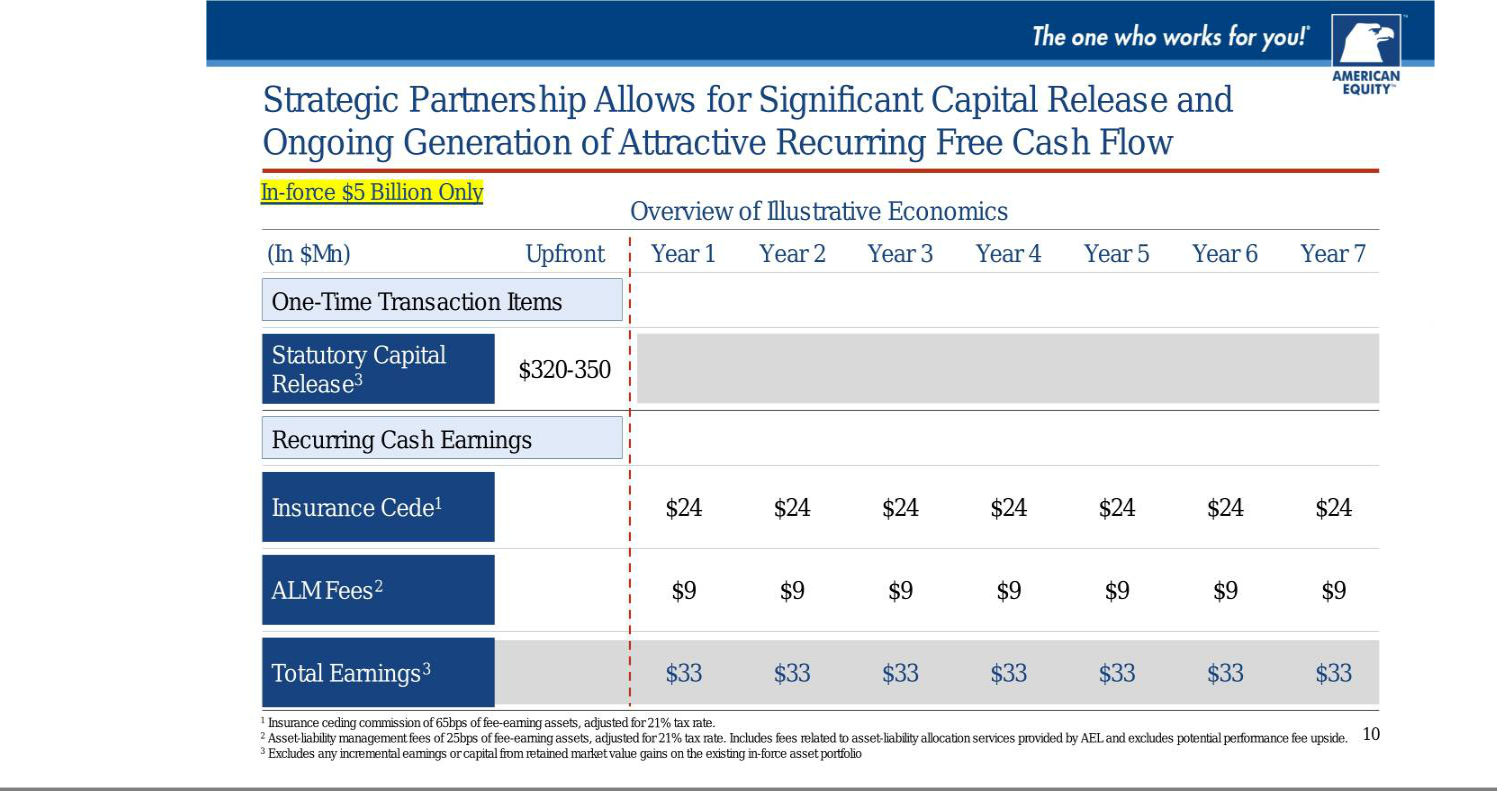 The one who works for you!®
AMERICAN
EQUITY™
Strategic Partnership Allows for Significant Capital Release and
Ongoing Generation of Attractive Recurring Free Cash Flow
In-force $5 Billion Only
Overview of Illustrative Economics
(In $Mn) Upfront Year 1 Year 2 Year 3 Year 4 Year 5 Year 6 Year 7
One-Time Transaction Items
Statutory Capital
Release³ $320-350
Recurring Cash Earnings
Insurance Cede¹ $24 $24 $24 $24 $24 $24 $24
ALM Fees² $9 $9 $9 $9 $9 $9 $9
Total Earnings³ $33 $33 $33 $33 $33 $33 $33
¹ Insurance ceding commission of 65bps of fee-earning assets, adjusted for 21% tax rate.
² Asset-liability management fees of 25bps of fee-earning assets, adjusted for 21% tax rate. Includes fees related to asset-liability allocation services provided by AEL and excludes potential performance fee upside.
³ Excludes any incremental earnings or capital from retained market value gains on the existing in-force asset portfolio
10